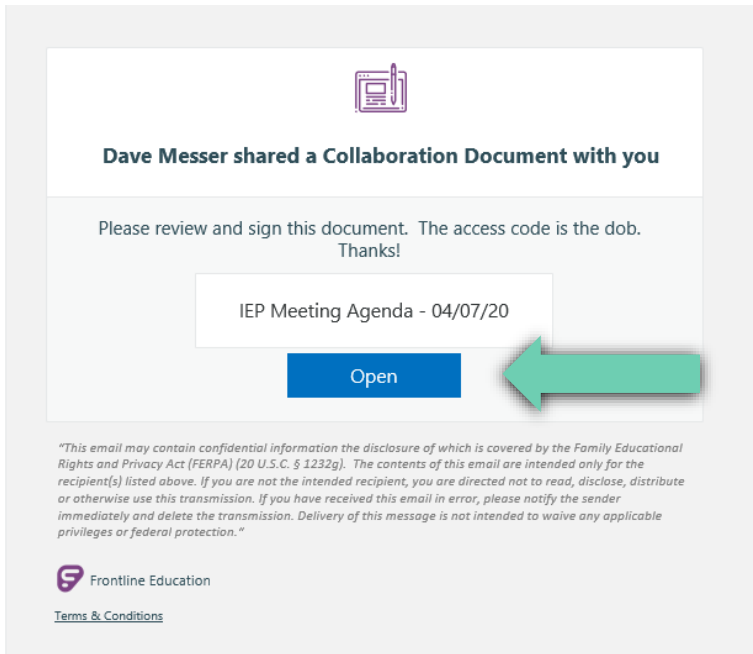 Dave Messer shared a Collaboration Document with you
Please review and sign this document.  The access code is the dob.
Thanks!
IEP Meeting Agenda - 04/07/20
Open
"This email may contain confidential information the disclosure of which is covered by the Family Educational
Rights and Privacy Act (FERPA) (20 U.S.C. § 1232g).  The contents of this email are intended only for the
recipient(s) listed above. If you are not the intended recipient, you are directed not to read, disclose, distribute
or otherwise use this transmission. If you have received this email in error, please notify the sender
immediately and delete the transmission. Delivery of this message is not intended to waive any applicable
privileges or federal protection."
Frontline Education
Terms & Conditions